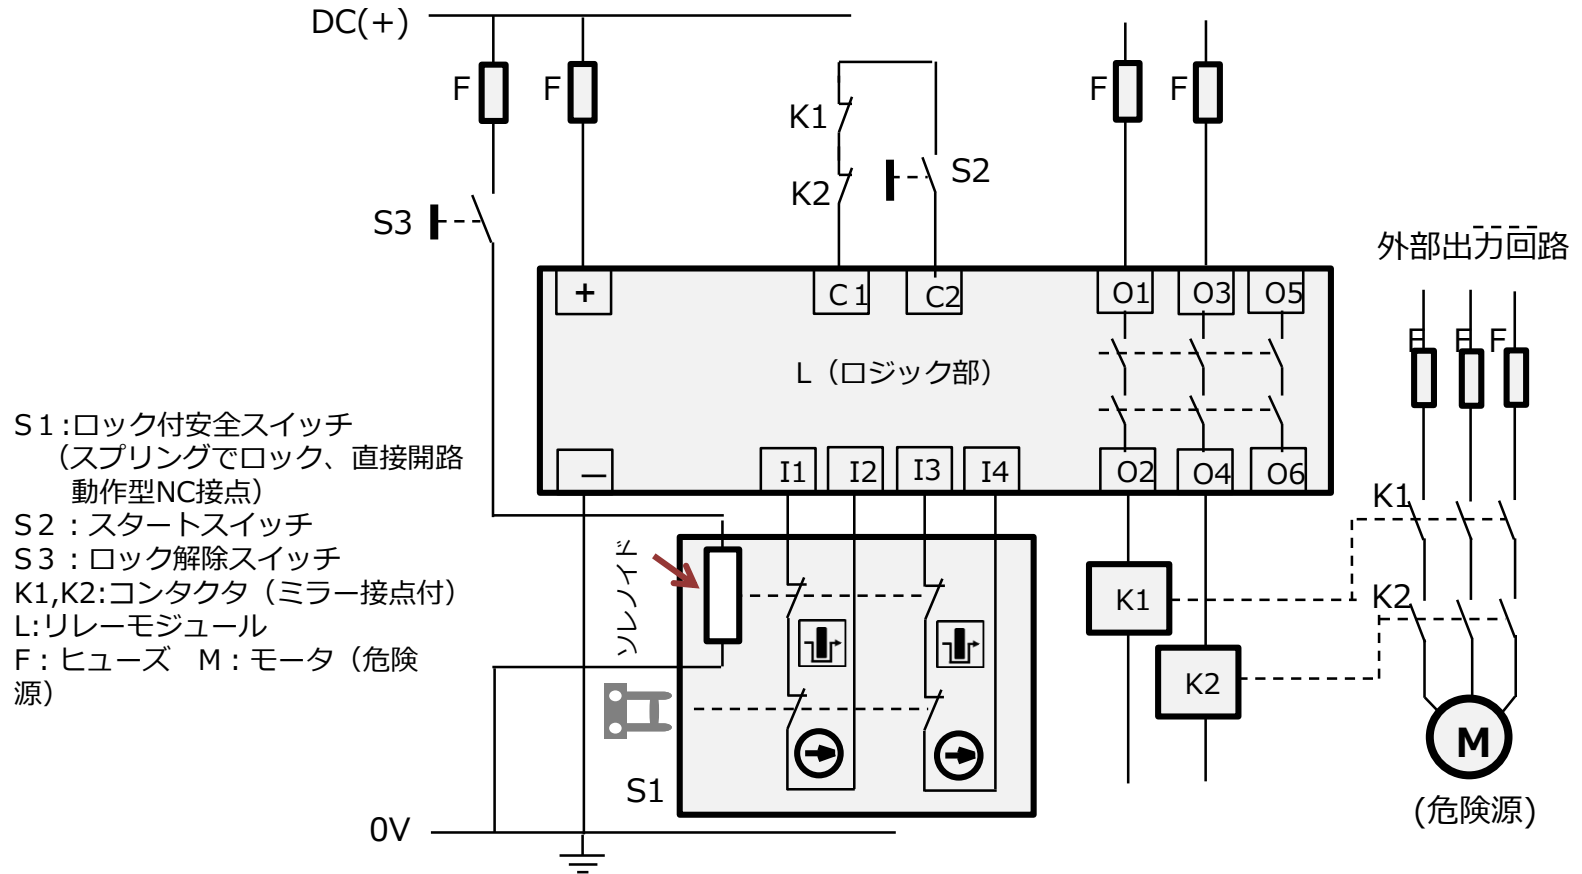 DC(+)
F
F
F
F
K1
K2
S2
S3
外部出力回路
+
C 1
C2
O1
O3
O5
F
F
F
L（ロジック部）
S１:ロック付安全スイッチ
（スプリングでロック、直接開路
動作型NC接点）
S２：スタートスイッチ
S３：ロック解除スイッチ
K1,K2:コンタクタ（ミラー接点付）
L:リレーモジュール
F：ヒューズ　M：モータ（危険
源）
－
I1
I2
I3
I4
O2
O4
O6
K1
ソレノイド
K1
K2
K2
M
S1
(危険源)
0V